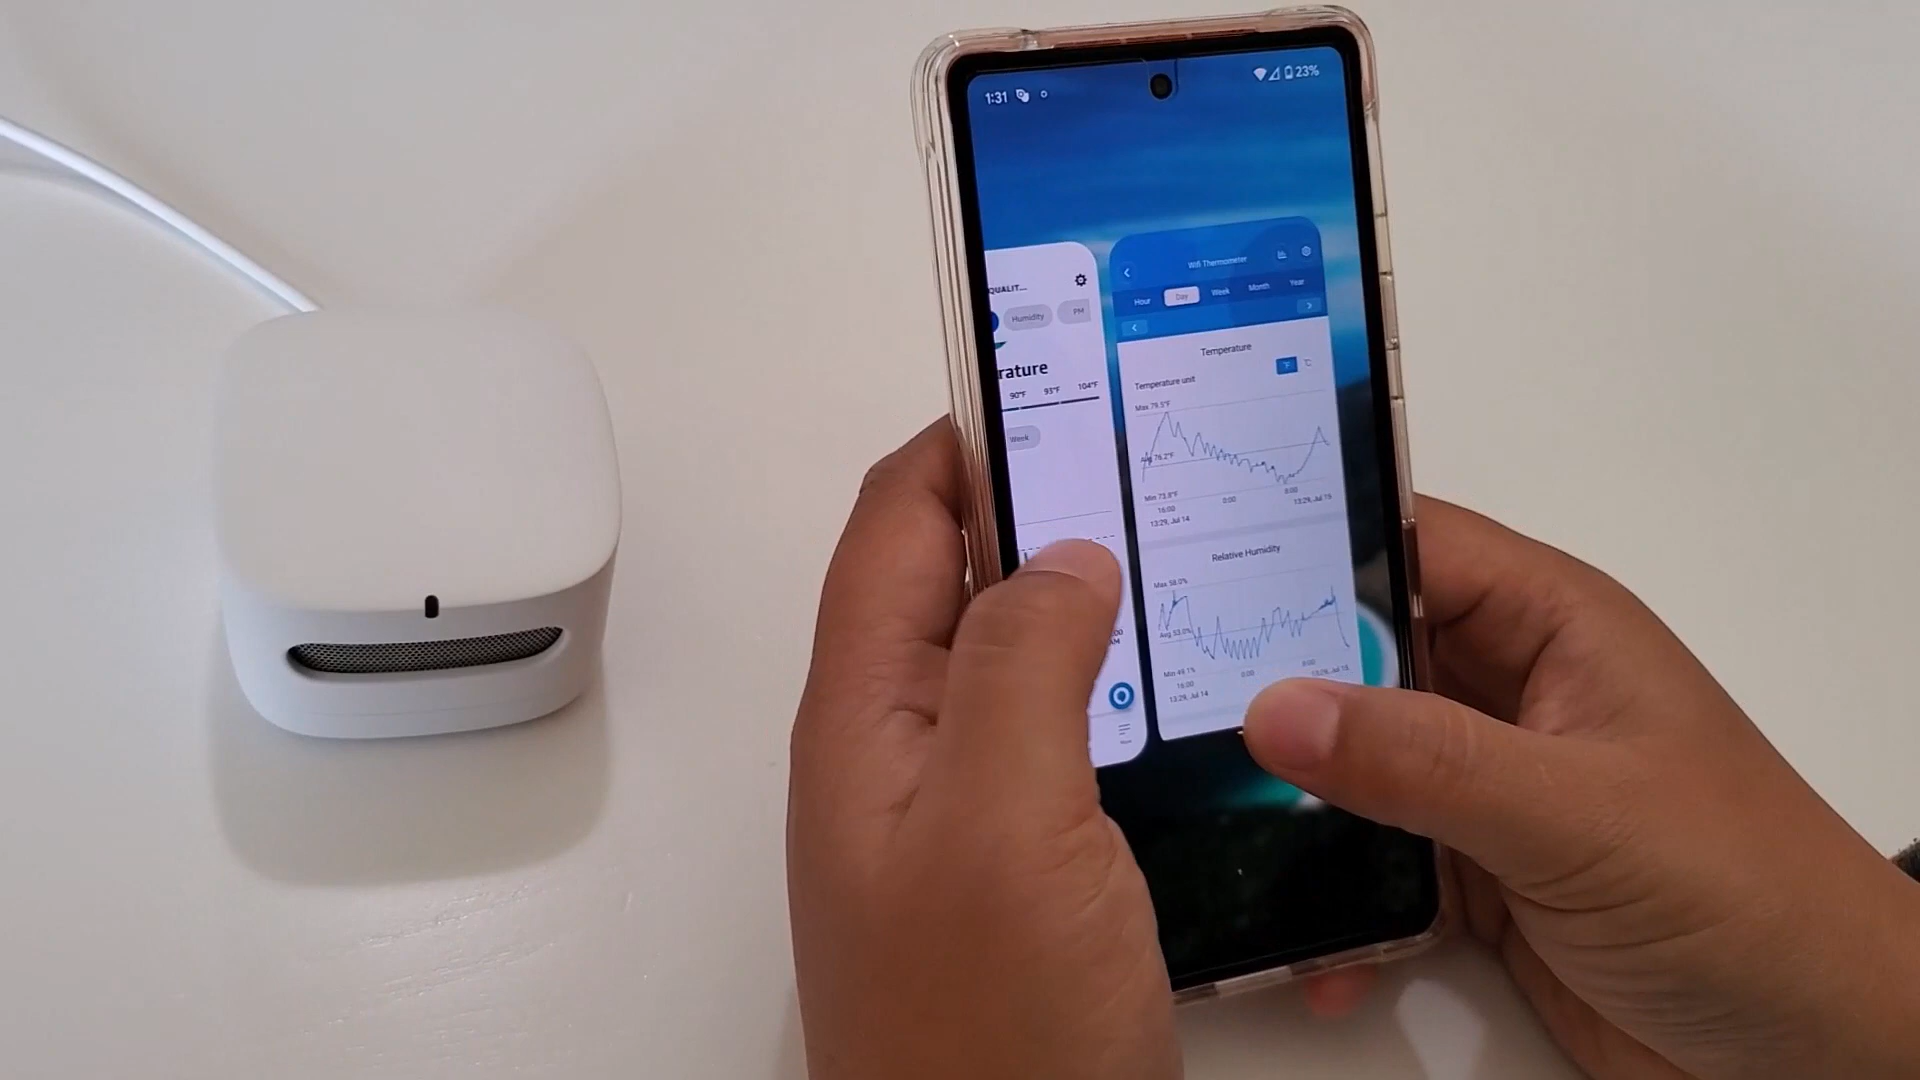 1:31
23%
QUALIT...
Humidity
PM
rature
90°F 93°F 104°F
Week
:00
AM
More
Wifi Thermometer
Hour Day Week Month Year
Temperature
°F °C
Temperature unit
Max 79.5°F
Avg 76.2°F
Min 73.8°F
16:00 0:00 8:00
13:29, Jul 14 13:29, Jul 15
Relative Humidity
Max 58.0%
Avg 53.0%
Min 49.1%
16:00 0:00 8:00
13:29, Jul 14 13:29, Jul 15